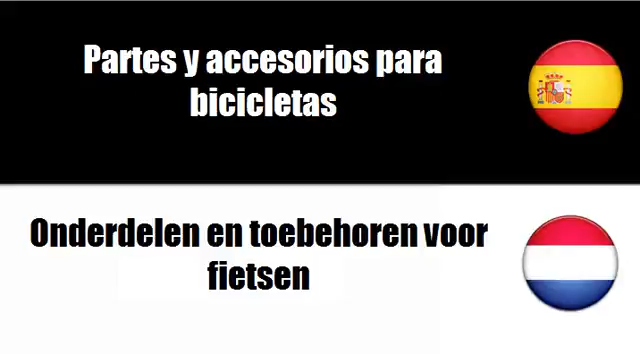 Partes y accesorios para
bicicletas
Onderdelen en toebehoren voor
fietsen